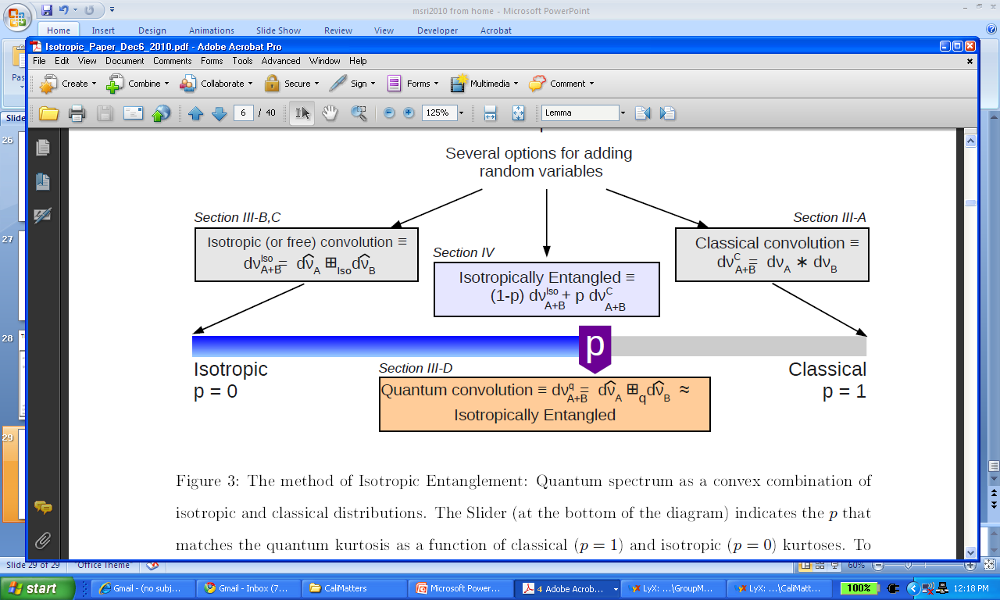 msri2010 from home - Microsoft PowerPoint
Home Insert Design Animations Slide Show Review View Developer Acrobat
Isotropic_Paper_Dec6_2010.pdf - Adobe Acrobat Pro
File Edit View Document Comments Forms Tools Advanced Window Help
Create Combine Collaborate Secure Sign Forms Multimedia Comment
6 / 40 125% Lemma
Pas
Slide
26
27
28
29
Several options for adding
random variables
Section III-B,C
Isotropic (or free) convolution ≡
dν^Iso_A+B = dν̂_A ⊞_Iso dν̂_B
Section IV
Isotropically Entangled ≡
(1-p) dν^Iso_A+B + p dν^C_A+B
Section III-A
Classical convolution ≡
dν^C_A+B = dν_A ∗ dν_B
p
Isotropic
p = 0
Classical
p = 1
Section III-D
Quantum convolution ≡ dν^q_A+B = dν̂_A ⊞_q dν̂_B ≈
Isotropically Entangled
Figure 3: The method of Isotropic Entanglement: Quantum spectrum as a convex combination of
isotropic and classical distributions. The Slider (at the bottom of the diagram) indicates the p that
matches the quantum kurtosis as a function of classical (p = 1) and isotropic (p = 0) kurtoses. To
Slide 29 of 29 "Office Theme" 60%
start Gmail - (no subj... Gmail - Inbox (7... CaliMatters Microsoft Power... 4 Adobe Acrob... LyX: ...\GroupM... LyX: ...\CaliMatt... 100% 12:18 PM